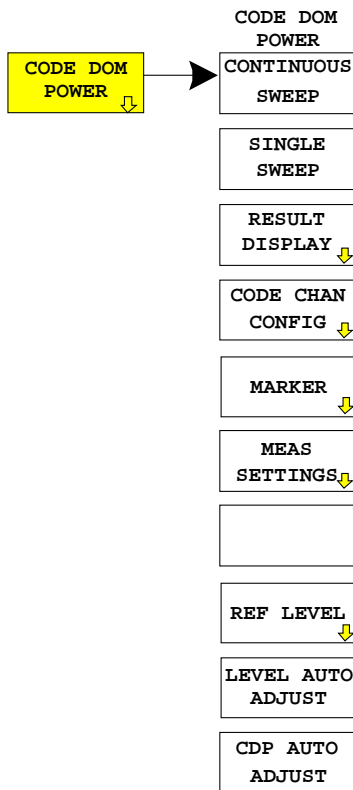 CODE DOM
POWER
CODE DOM
POWER
CONTINUOUS
SWEEP
SINGLE
SWEEP
RESULT
DISPLAY
CODE CHAN
CONFIG
MARKER
MEAS
SETTINGS
REF LEVEL
LEVEL AUTO
ADJUST
CDP AUTO
ADJUST